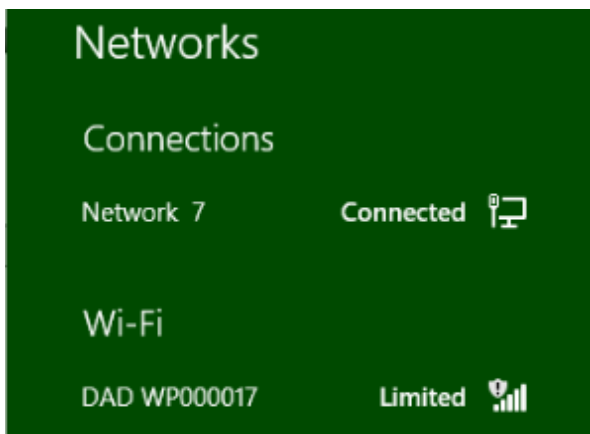 Networks
Connections
Network 7 Connected
Wi-Fi
DAD WP000017 Limited